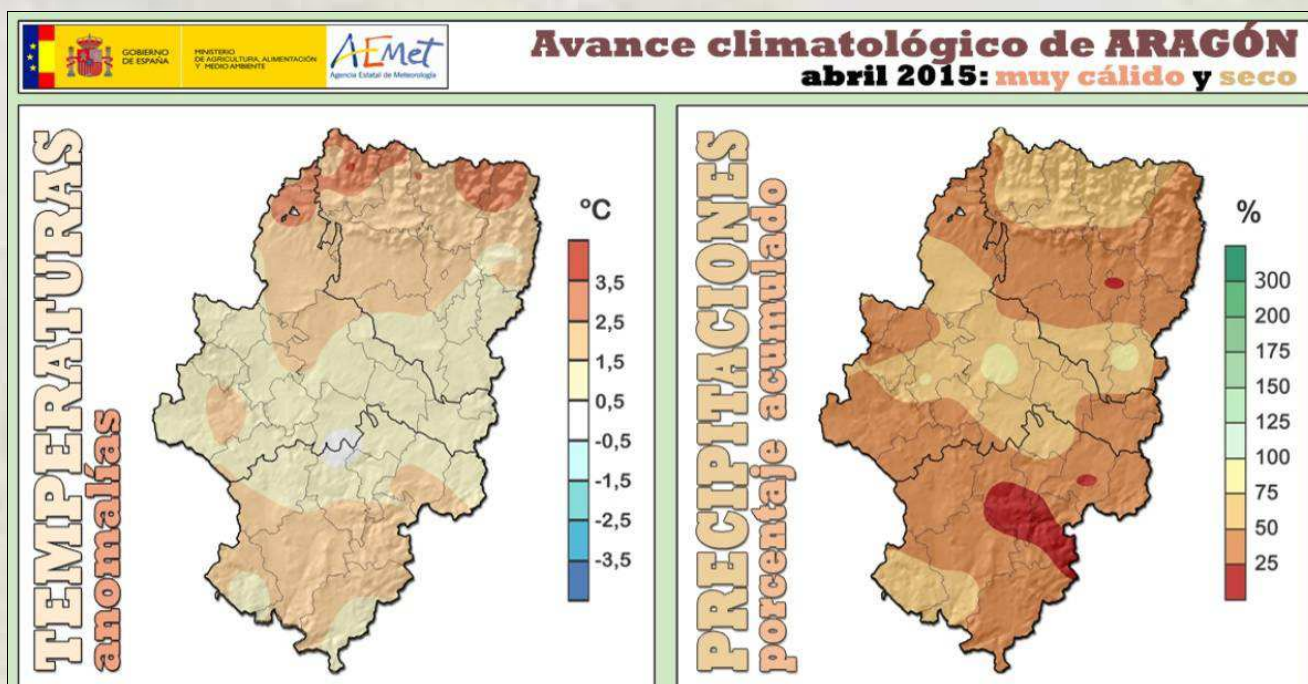 GOBIERNO
DE ESPAÑA
MINISTERIO
DE AGRICULTURA, ALIMENTACIÓN
Y MEDIO AMBIENTE
AEMet
Agencia Estatal de Meteorología
Avance climatológico de ARAGÓN
abril 2015: muy cálido y seco
TEMPERATURAS
anomalías
ºC
3,5
2,5
1,5
0,5
-0,5
-1,5
-2,5
-3,5
PRECIPITACIONES
porcentaje acumulado
%
300
200
175
150
125
100
75
50
25